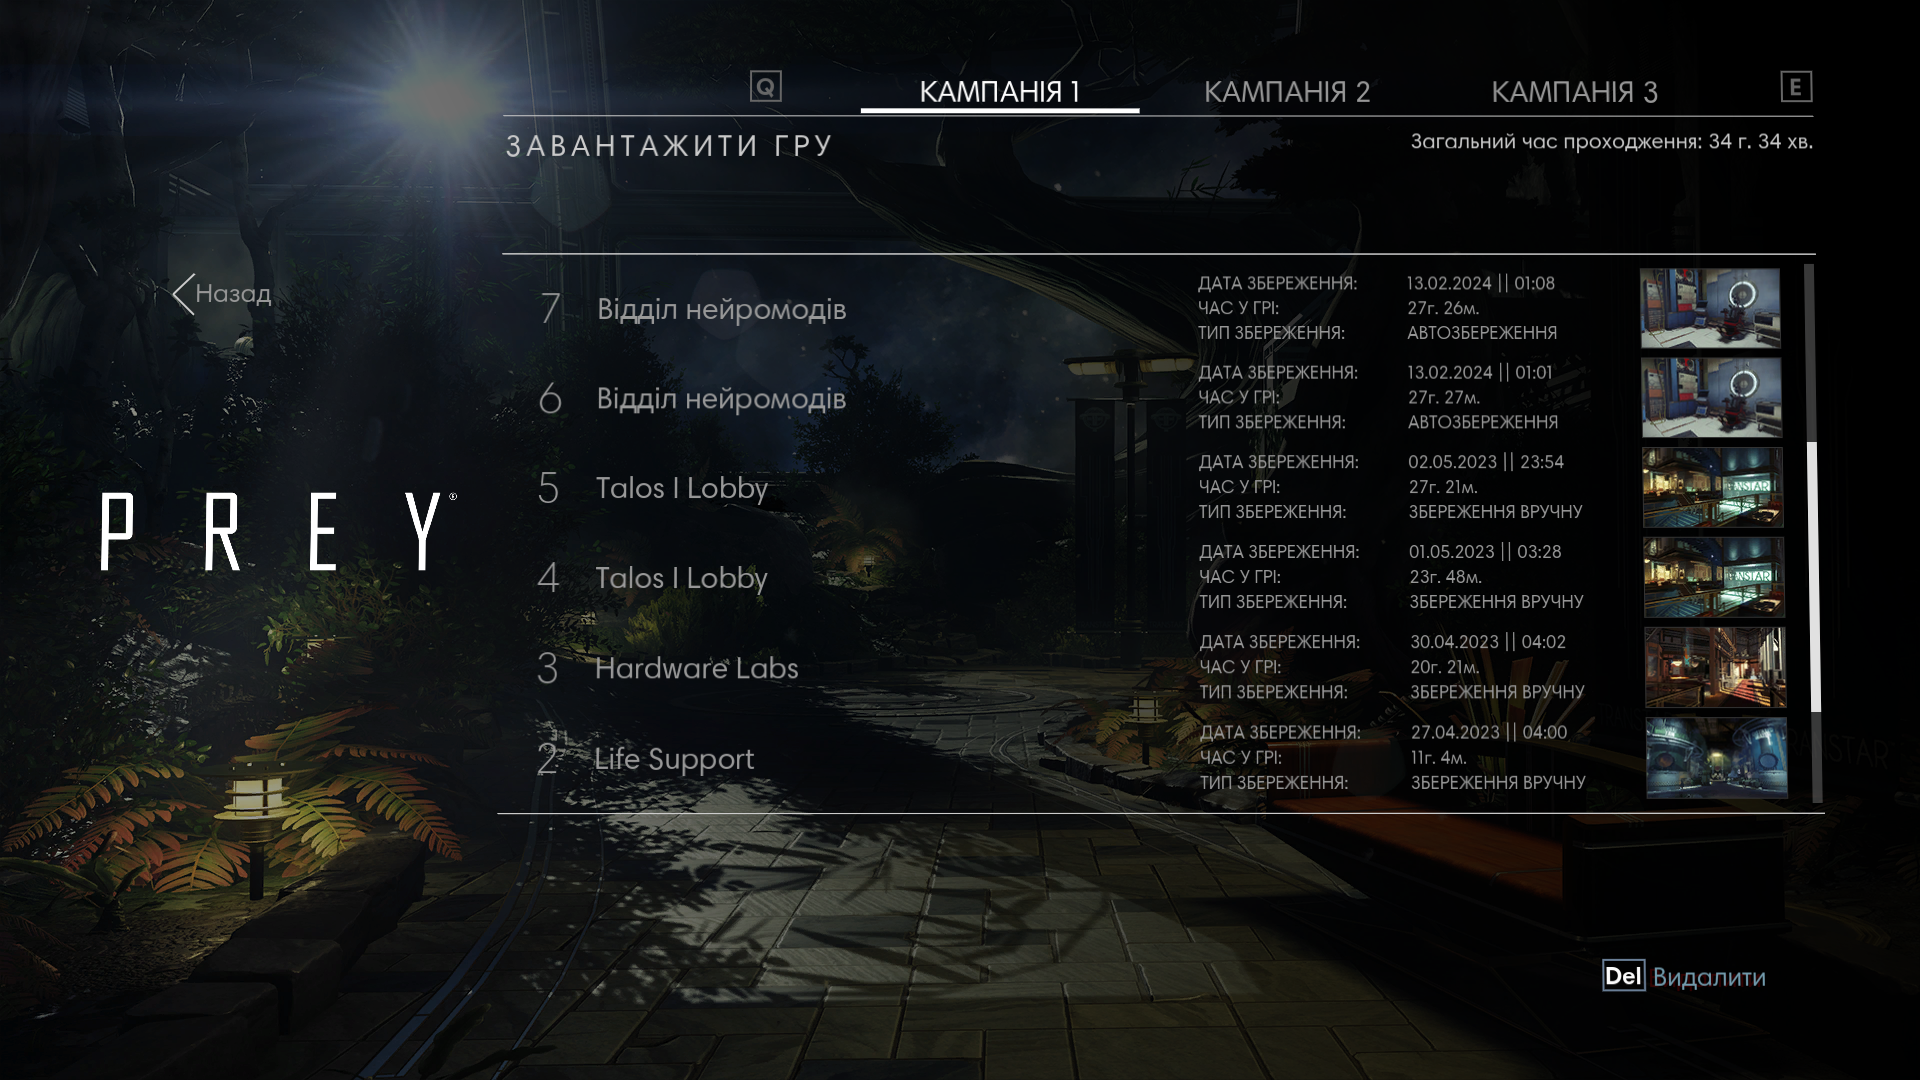 Q
КАМПАНІЯ 1
КАМПАНІЯ 2
КАМПАНІЯ 3
E
ЗАВАНТАЖИТИ ГРУ
Загальний час проходження: 34 г. 34 хв.
Назад
PREY
7 Відділ нейромодів
ДАТА ЗБЕРЕЖЕННЯ: 13.02.2024 || 01:08
ЧАС У ГРІ: 27г. 26м.
ТИП ЗБЕРЕЖЕННЯ: АВТОЗБЕРЕЖЕННЯ
6 Відділ нейромодів
ДАТА ЗБЕРЕЖЕННЯ: 13.02.2024 || 01:01
ЧАС У ГРІ: 27г. 27м.
ТИП ЗБЕРЕЖЕННЯ: АВТОЗБЕРЕЖЕННЯ
5 Talos I Lobby
ДАТА ЗБЕРЕЖЕННЯ: 02.05.2023 || 23:54
ЧАС У ГРІ: 27г. 21м.
ТИП ЗБЕРЕЖЕННЯ: ЗБЕРЕЖЕННЯ ВРУЧНУ
4 Talos I Lobby
ДАТА ЗБЕРЕЖЕННЯ: 01.05.2023 || 03:28
ЧАС У ГРІ: 23г. 48м.
ТИП ЗБЕРЕЖЕННЯ: ЗБЕРЕЖЕННЯ ВРУЧНУ
3 Hardware Labs
ДАТА ЗБЕРЕЖЕННЯ: 30.04.2023 || 04:02
ЧАС У ГРІ: 20г. 21м.
ТИП ЗБЕРЕЖЕННЯ: ЗБЕРЕЖЕННЯ ВРУЧНУ
2 Life Support
ДАТА ЗБЕРЕЖЕННЯ: 27.04.2023 || 04:00
ЧАС У ГРІ: 11г. 4м.
ТИП ЗБЕРЕЖЕННЯ: ЗБЕРЕЖЕННЯ ВРУЧНУ
Del Видалити